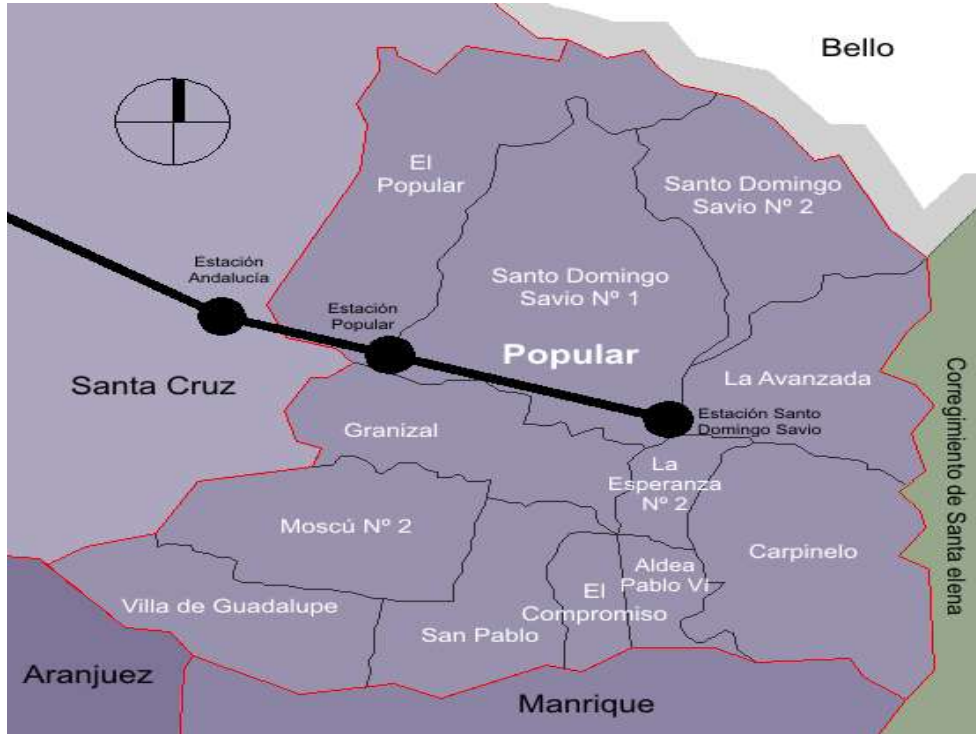 Bello
El
Popular
Santo Domingo
Savio Nº 2
Estación
Andalucía
Santo Domingo
Savio Nº 1
Estación
Popular
Popular
Santa Cruz
La Avanzada
Corregimiento de Santa elena
Estación Santo
Domingo Savio
Granizal
La
Esperanza
Nº 2
Moscú Nº 2
Carpinelo
Aldea
Pablo VI
El
Compromiso
Villa de Guadalupe
San Pablo
Aranjuez
Manrique